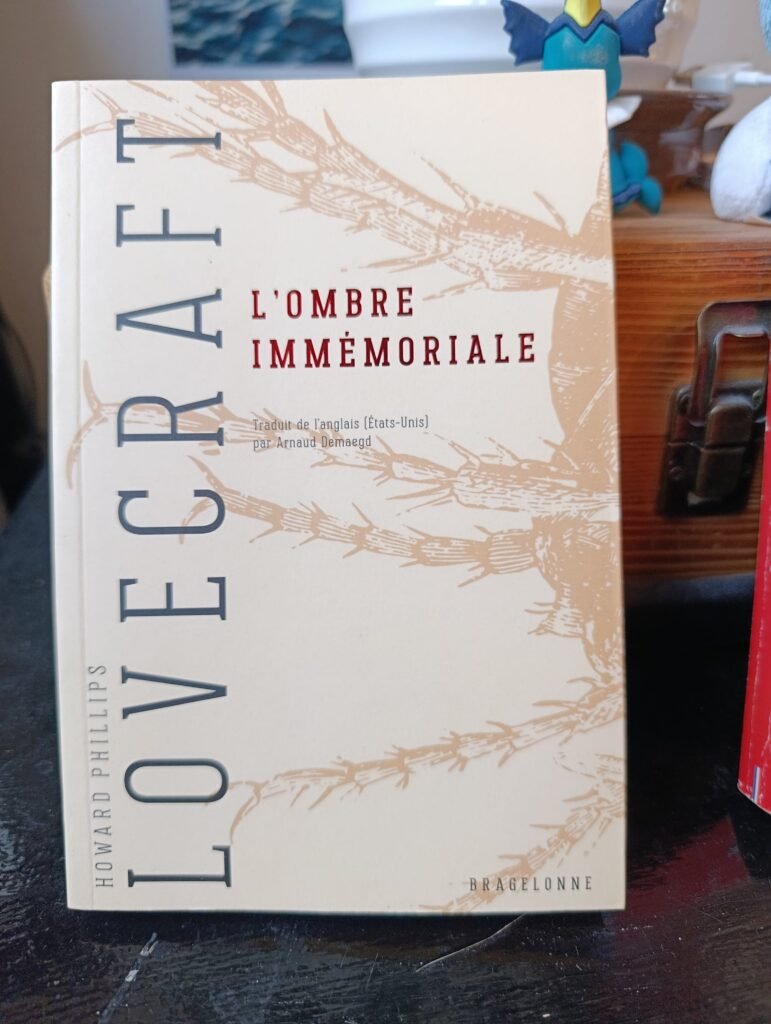 HOWARD PHILLIPS
LOVECRAFT
L'OMBRE
IMMÉMORIALE
Traduit de l'anglais (États-Unis)
par Arnaud Demaegd
BRAGELONNE